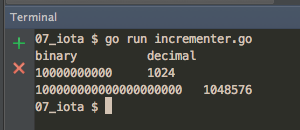 Terminal
07_iota $ go run incrementer.go
binary decimal
10000000000 1024
100000000000000000000 1048576
07_iota $